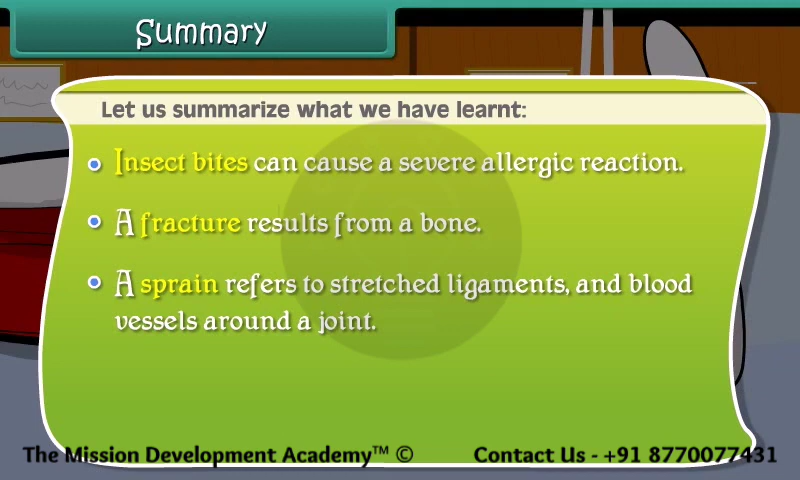 Summary
Let us summarize what we have learnt:
Insect bites can cause a severe allergic reaction.
A fracture results from a bone.
A sprain refers to stretched ligaments, and blood
vessels around a joint.
The Mission Development Academy™ © Contact Us - +91 8770077431